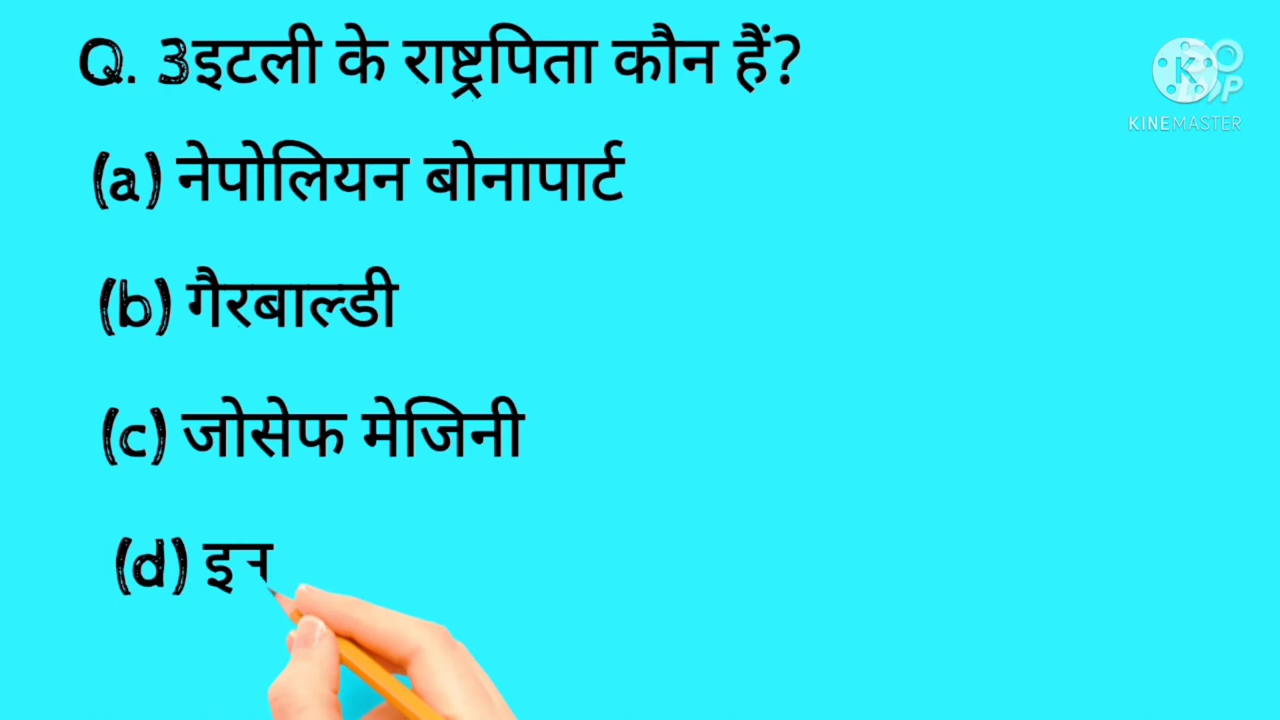 Q. 3इटली के राष्ट्रपिता कौन हैं?
(a) नेपोलियन बोनापार्ट
(b) गैरबाल्डी
(c) जोसेफ मेजिनी
(d) इन
KINEMASTER